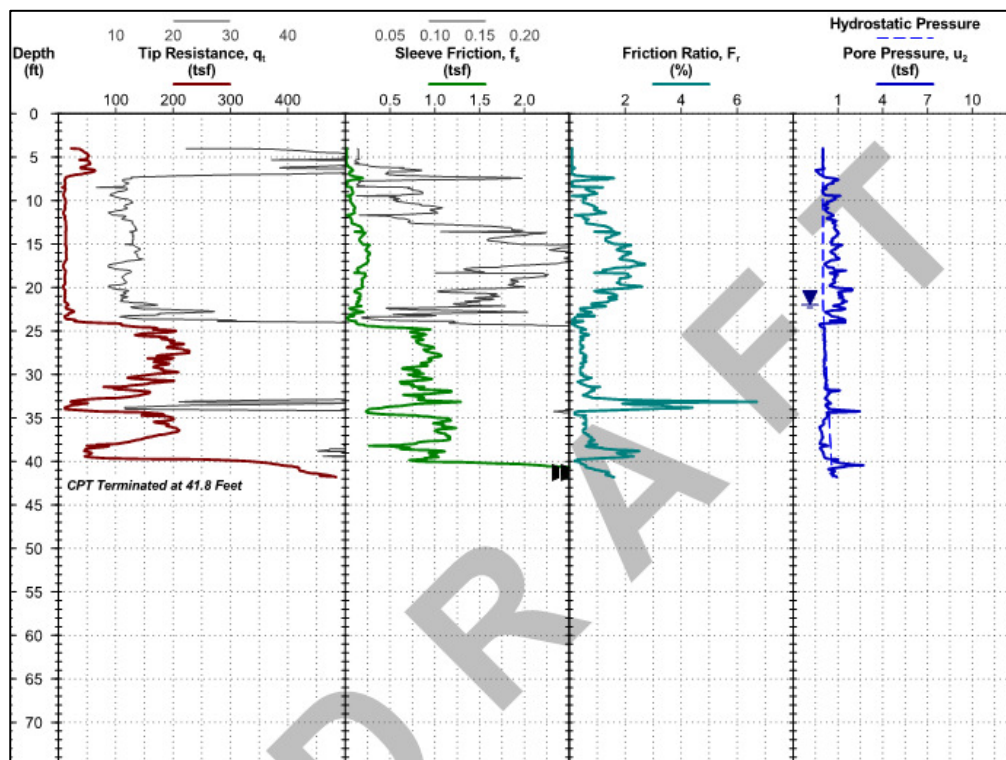 Hydrostatic Pressure
10 20 30 40
0.05 0.10 0.15 0.20
Depth
(ft)
Tip Resistance, qt
(tsf)
Sleeve Friction, fs
(tsf)
Friction Ratio, Fr
(%)
Pore Pressure, u2
(tsf)
100 200 300 400
0.5 1.0 1.5 2.0
2 4 6
1 4 7 10
0
5
10
15
20
25
30
35
40
CPT Terminated at 41.8 Feet
45
50
55
60
65
70
DRAFT